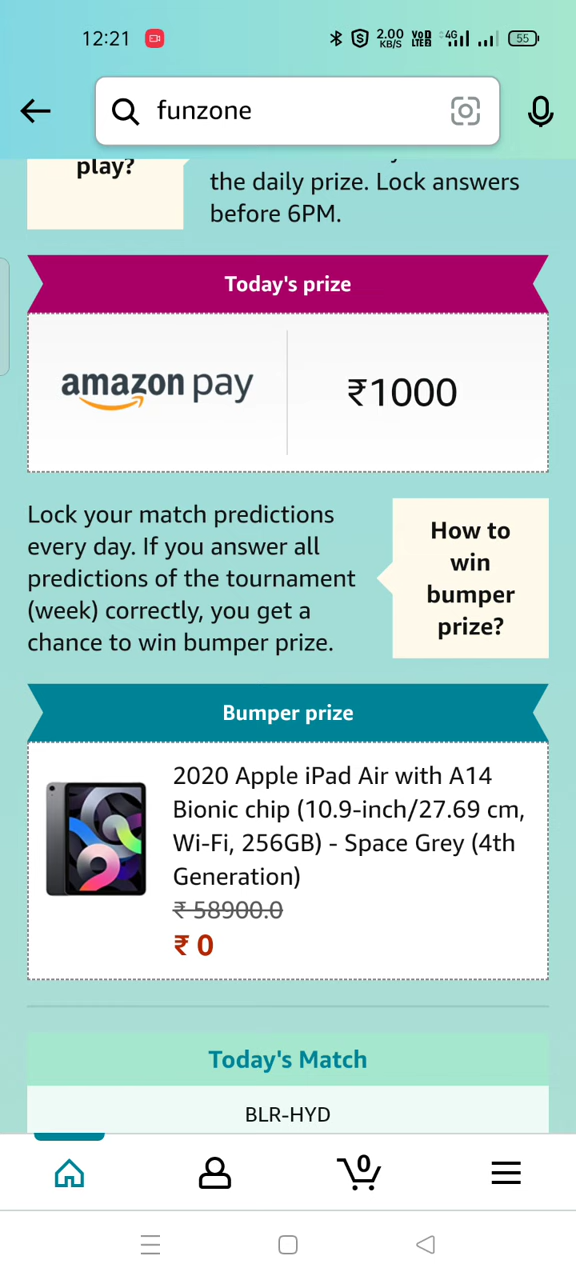 12:21
2.00
KB/S
VoD
LTE2
4G
55
funzone
play?
the daily prize. Lock answers
before 6PM.
Today's prize
amazon pay
₹1000
Lock your match predictions
every day. If you answer all
predictions of the tournament
(week) correctly, you get a
chance to win bumper prize.
How to
win
bumper
prize?
Bumper prize
2020 Apple iPad Air with A14
Bionic chip (10.9-inch/27.69 cm,
Wi-Fi, 256GB) - Space Grey (4th
Generation)
₹ 58900.0
₹ 0
Today's Match
BLR-HYD
0